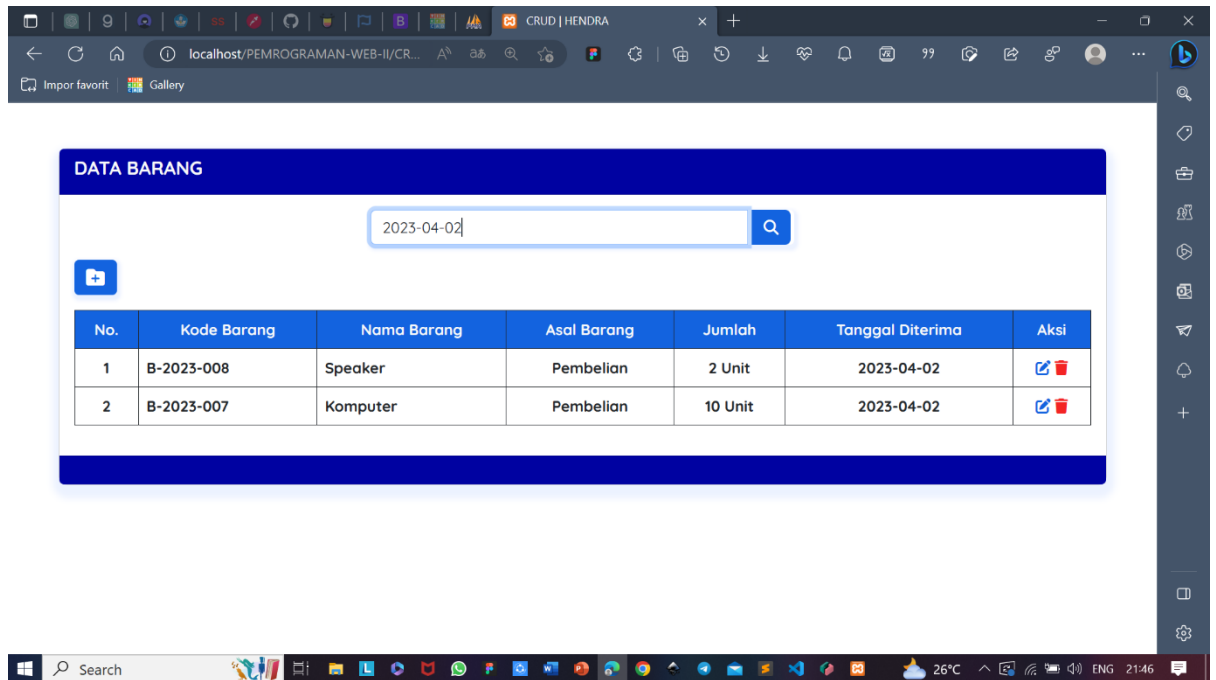 CRUD | HENDRA
localhost/PEMROGRAMAN-WEB-II/CR...
Impor favorit Gallery
DATA BARANG
2023-04-02
No. Kode Barang Nama Barang Asal Barang Jumlah Tanggal Diterima Aksi
1 B-2023-008 Speaker Pembelian 2 Unit 2023-04-02
2 B-2023-007 Komputer Pembelian 10 Unit 2023-04-02
Search 26°C ENG 21:46